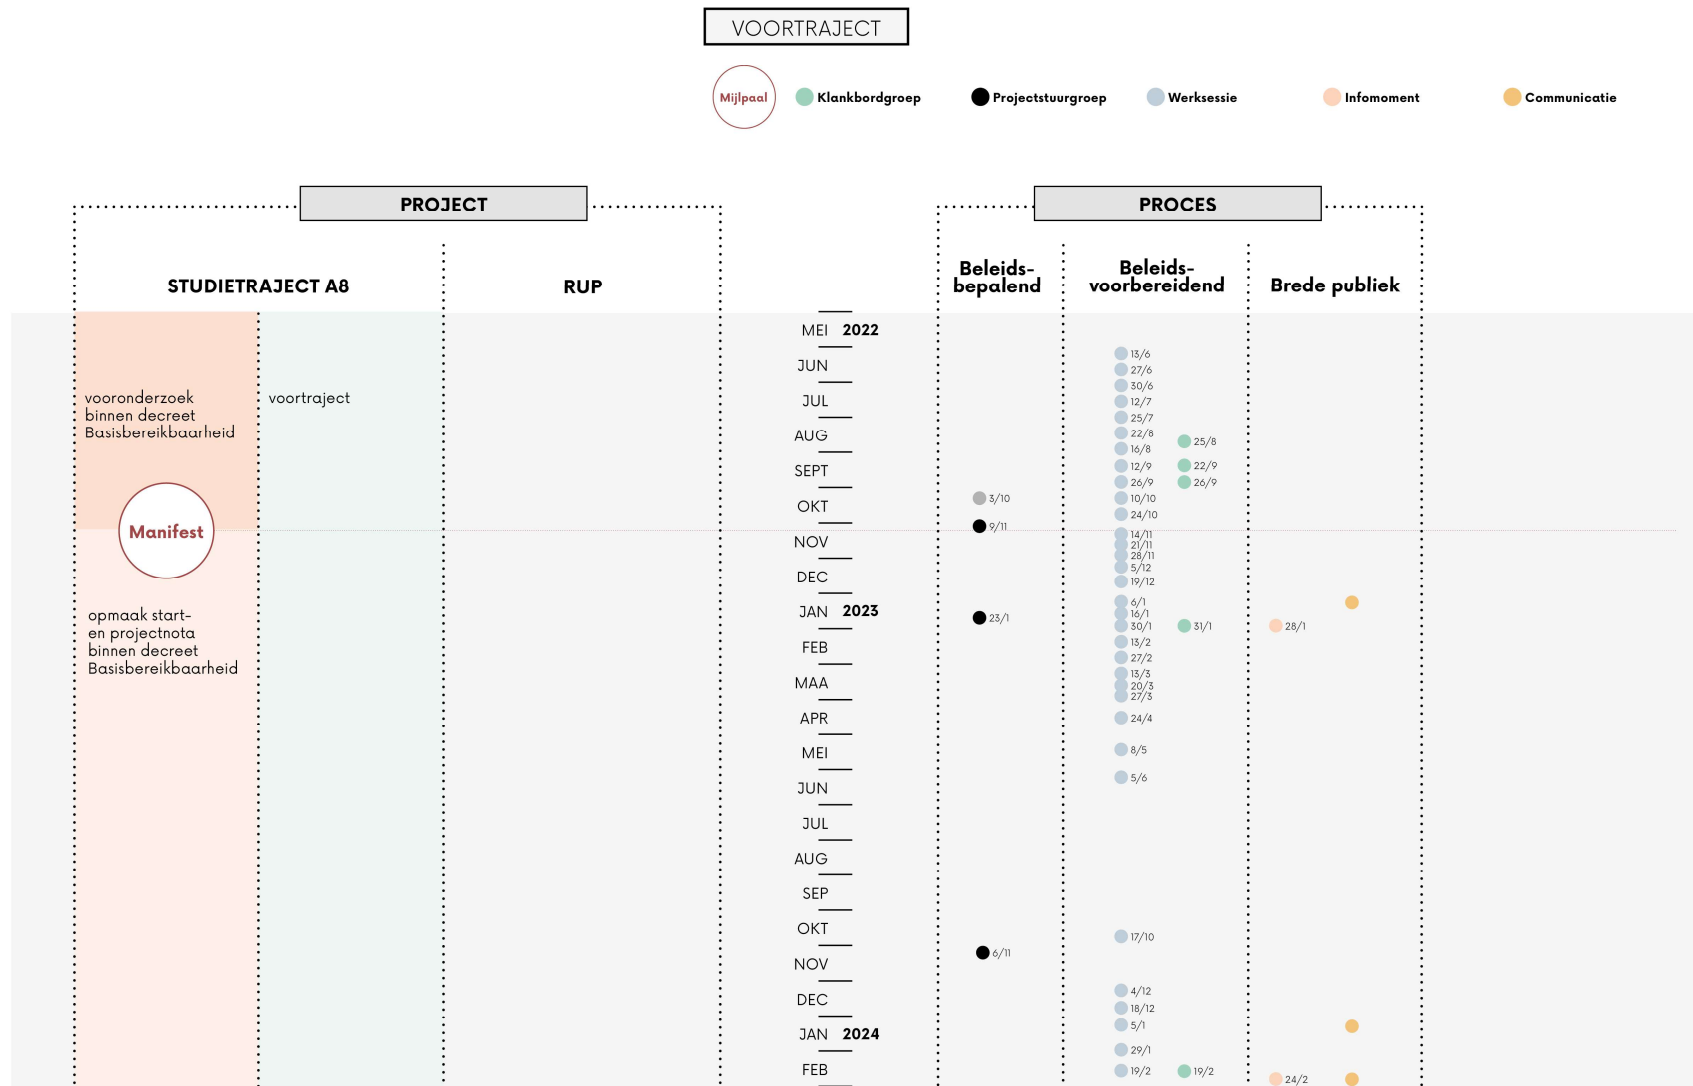 VOORTRAJECT
Mijlpaal
Klankbordgroep
Projectstuurgroep
Werksessie
Infomoment
Communicatie
PROJECT
PROCES
STUDIETRAJECT A8
RUP
Beleids-
bepalend
Beleids-
voorbereidend
Brede publiek
vooronderzoek
binnen decreet
Basisbereikbaarheid
voortraject
Manifest
opmaak start-
en projectnota
binnen decreet
Basisbereikbaarheid
MEI 2022
JUN
JUL
AUG
SEPT
OKT
NOV
DEC
JAN 2023
FEB
MAA
APR
MEI
JUN
JUL
AUG
SEP
OKT
NOV
DEC
JAN 2024
FEB
3/10
9/11
23/1
6/11
13/6
27/6
30/6
12/7
25/7
22/8
16/8
12/9
26/9
10/10
24/10
14/11
21/11
28/11
5/12
19/12
6/1
16/1
30/1
13/2
27/2
13/3
20/3
27/3
24/4
8/5
5/6
17/10
4/12
18/12
5/1
29/1
19/2
25/8
22/9
26/9
31/1
19/2
28/1
24/2